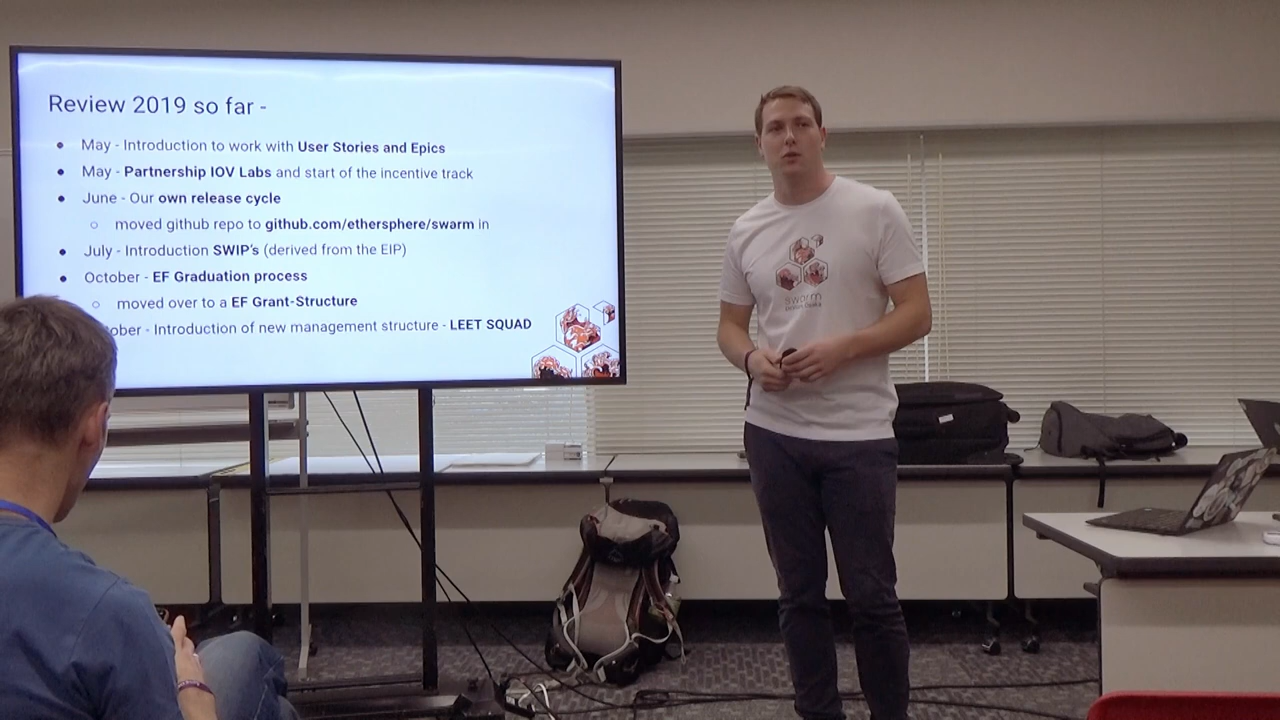 Review 2019 so far -
May - Introduction to work with User Stories and Epics
May - Partnership IOV Labs and start of the incentive track
June - Our own release cycle
moved github repo to github.com/ethersphere/swarm in
July - Introduction SWIP's (derived from the EIP)
October - EF Graduation process
moved over to a EF Grant-Structure
tober - Introduction of new management structure - LEET SQUAD
swarm